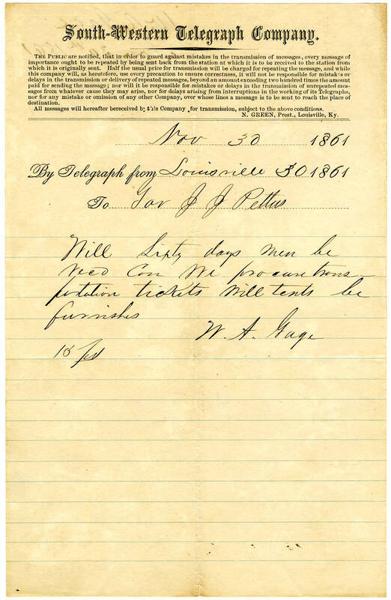 South-Western Telegraph Company.
THE PUBLIC are notified, that in order to guard against mistakes in the transmission of messages, every message of
importance ought to be repeated by being sent back from the station at which it is to be received to the station from
which it is originally sent. Half the usual price for transmission will be charged for repeating the message, and while
this company will, as heretofore, use every precaution to ensure correctness, it will not be responsible for mistakes or
delays in the transmission or delivery of repeated messages, beyond an amount exceeding two hundred times the amount
paid for sending the message; nor will it be responsible for mistakes or delays in the transmission of unrepeated mes-
sages from whatever cause they may arise, nor for delays arising from interruptions in the working of its Telegraphs,
nor for any mistake or omission of any other Company, over whose lines a message is to be sent to reach the place of
destination.
All messages will hereafter be received by this Company for transmission, subject to the above conditions.
N. GREEN, Prest., Louisville, Ky.
Nov 30 1861
By Telegraph from Louisville 30 1861
To Gov J J Pettus
Will Sixty days men be
Recd Can We procure trans
portation tickets Will tents be
furnishes
W. A. Gage
18 pd